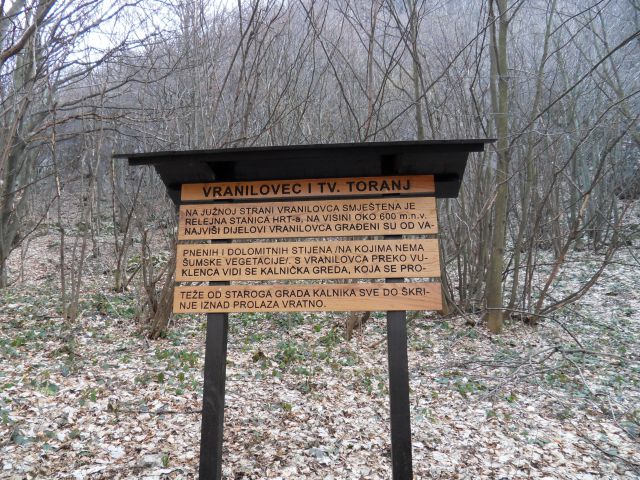 VRANILOVEC I TV. TORANJ
NA JUŽNOJ STRANI VRANILOVCA SMJEŠTENA JE
RELEJNA STANICA HRT-a, NA VISINI OKO 600 m.n.v.
NAJVIŠI DIJELOVI VRANILOVCA GRAĐENI SU OD VA-
PNENIH I DOLOMITNIH STIJENA /NA KOJIMA NEMA
ŠUMSKE VEGETACIJE/. S VRANILOVCA PREKO VU-
KLENCA VIDI SE KALNIČKA GREDA, KOJA SE PRO-
TEŽE OD STAROGA GRADA KALNIKA SVE DO ŠKR-
NJE IZNAD PROLAZA VRATNO.